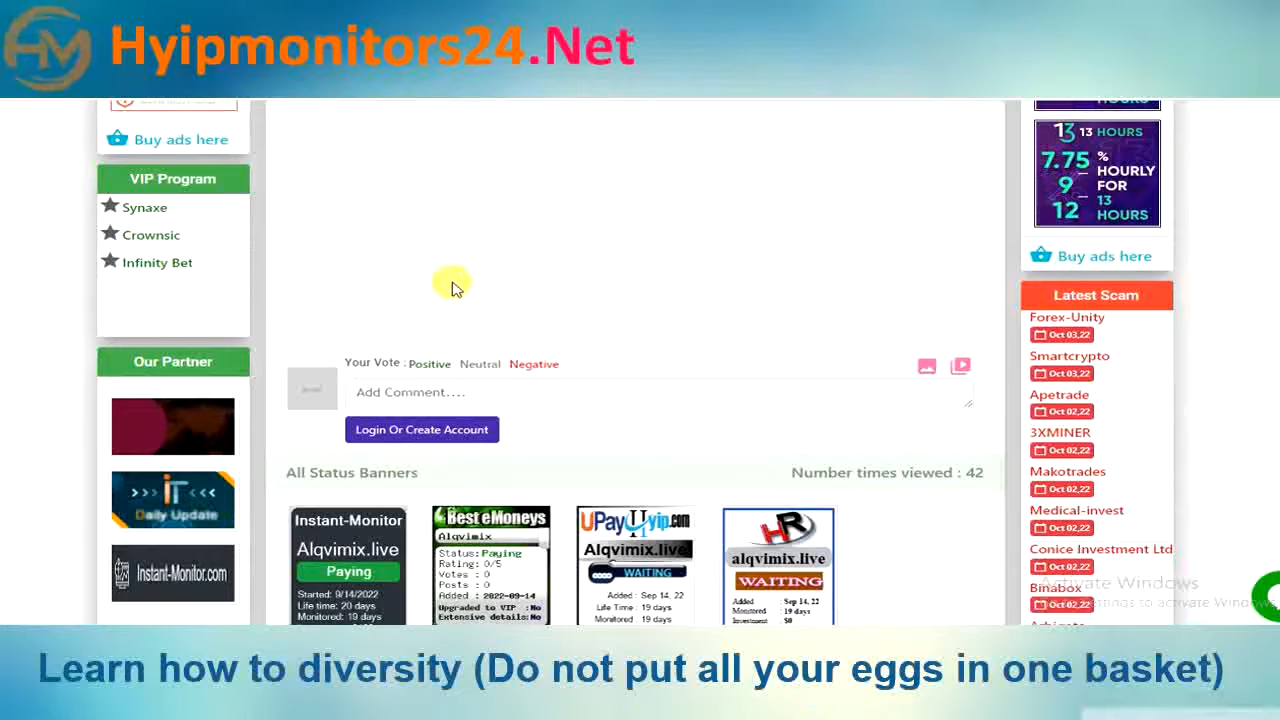 HM
Hyipmonitors24.Net
Buy ads here
VIP Program
Synaxe
Crownsic
Infinity Bet
Our Partner
>>> iT <<<
Daily Update
Instant-Monitor.com
Your Vote : Positive Neutral Negative
Add Comment....
Login Or Create Account
All Status Banners
Number times viewed : 42
Instant-Monitor
Alqvimix.live
Paying
Started: 9/14/2022
Life time: 20 days
Monitored: 19 days
Best eMoneys
Alqvimix
Status: Paying
Rating: 0/5
Votes : 0
Posts : 0
Added : 2022-09-14
Upgraded to VIP :No
Extensive details:No
UPayHyip.com
Alqvimix.live
WAITING
Added : Sep 14, 22
Life Time : 19 days
Monitored : 19 days
HR
alqvimix.live
WAITING
Added Sep 14, 22
Monitored 19 days
Investment $0
HOURS
13 13 HOURS
7.75 % HOURLY
9 FOR
12 13 HOURS
Buy ads here
Latest Scam
Forex-Unity
Oct 03,22
Smartcrypto
Oct 03,22
Apetrade
Oct 02,22
3XMINER
Oct 02,22
Makotrades
Oct 02,22
Medical-invest
Oct 02,22
Conice Investment Ltd
Oct 02,22
Binabox
Oct 02,22
Activate Windows
settings to activate Windows
Learn how to diversity (Do not put all your eggs in one basket)